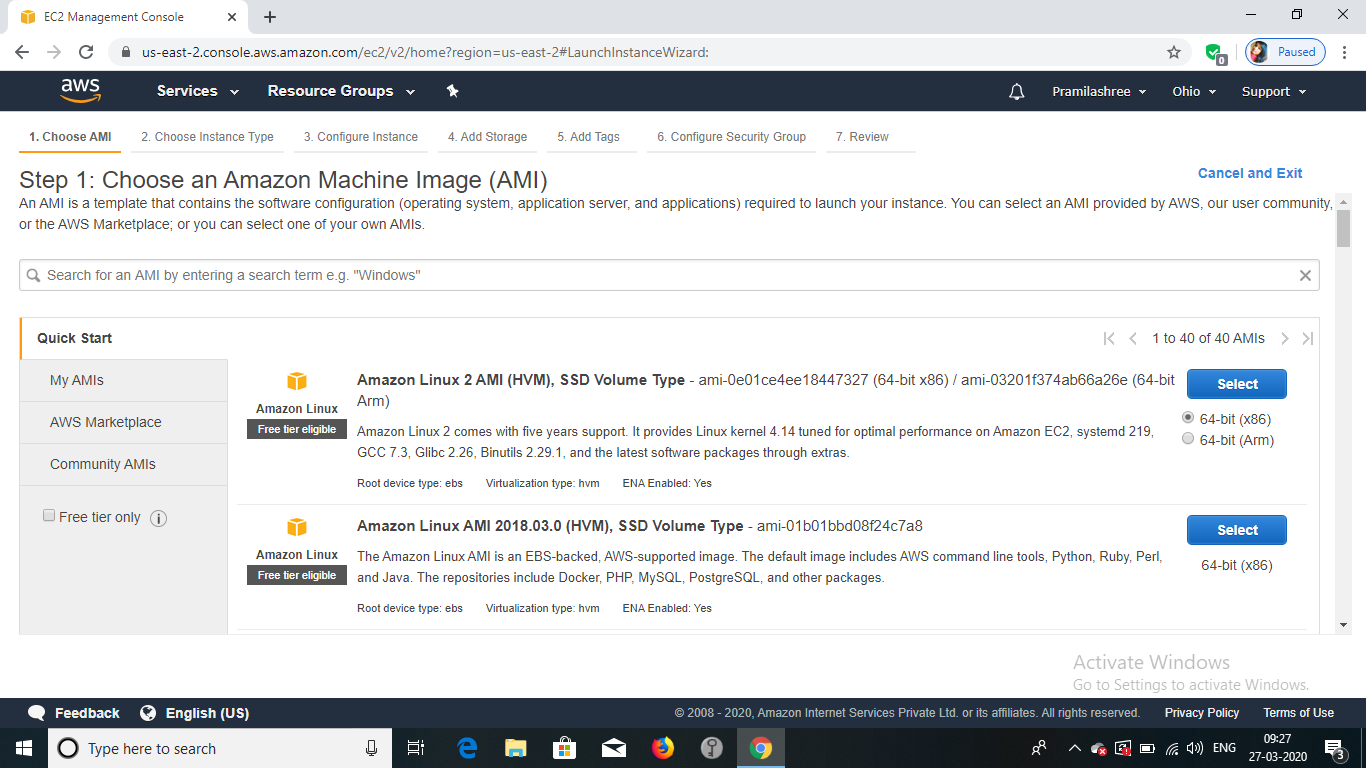 EC2 Management Console
us-east-2.console.aws.amazon.com/ec2/v2/home?region=us-east-2#LaunchInstanceWizard:
0
Paused
aws
Services
Resource Groups
Pramilashree
Ohio
Support
1. Choose AMI
2. Choose Instance Type
3. Configure Instance
4. Add Storage
5. Add Tags
6. Configure Security Group
7. Review
Step 1: Choose an Amazon Machine Image (AMI)
Cancel and Exit
An AMI is a template that contains the software configuration (operating system, application server, and applications) required to launch your instance. You can select an AMI provided by AWS, our user community,
or the AWS Marketplace; or you can select one of your own AMIs.
Search for an AMI by entering a search term e.g. "Windows"
Quick Start
1 to 40 of 40 AMIs
My AMIs
AWS Marketplace
Community AMIs
Free tier only
Amazon Linux
Free tier eligible
Amazon Linux 2 AMI (HVM), SSD Volume Type - ami-0e01ce4ee18447327 (64-bit x86) / ami-03201f374ab66a26e (64-bit
Arm)
Amazon Linux 2 comes with five years support. It provides Linux kernel 4.14 tuned for optimal performance on Amazon EC2, systemd 219,
GCC 7.3, Glibc 2.26, Binutils 2.29.1, and the latest software packages through extras.
Root device type: ebs
Virtualization type: hvm
ENA Enabled: Yes
Select
64-bit (x86)
64-bit (Arm)
Amazon Linux
Free tier eligible
Amazon Linux AMI 2018.03.0 (HVM), SSD Volume Type - ami-01b01bbd08f24c7a8
The Amazon Linux AMI is an EBS-backed, AWS-supported image. The default image includes AWS command line tools, Python, Ruby, Perl,
and Java. The repositories include Docker, PHP, MySQL, PostgreSQL, and other packages.
Root device type: ebs
Virtualization type: hvm
ENA Enabled: Yes
Select
64-bit (x86)
Activate Windows
Go to Settings to activate Windows.
Feedback
English (US)
© 2008 - 2020, Amazon Internet Services Private Ltd. or its affiliates. All rights reserved.
Privacy Policy
Terms of Use
Type here to search
ENG
09:27
27-03-2020
3